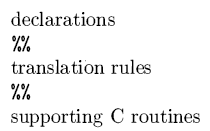 declarations
%%
translation rules
%%
supporting C routines